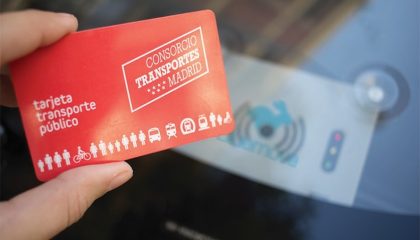 CONSORCIO
TRANSPORTES
MADRID
tarjeta
transporte
público